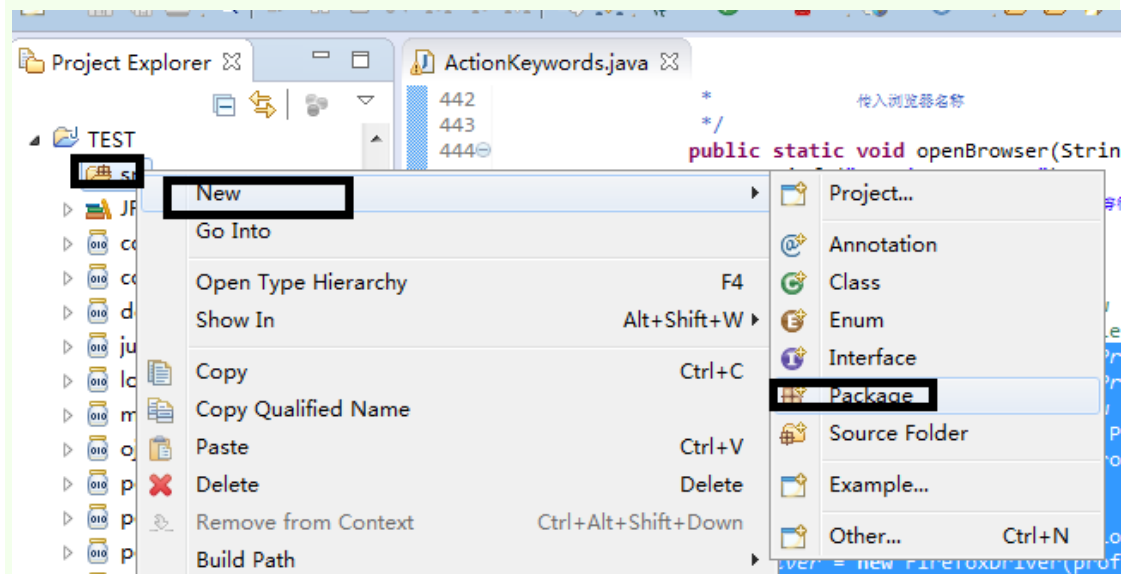 Project Explorer
ActionKeywords.java
442 * 传入浏览器名称
443 */
444 public static void openBrowser(Strin
TEST
New
Go Into
Open Type Hierarchy F4
Show In Alt+Shift+W
Copy Ctrl+C
Copy Qualified Name
Paste Ctrl+V
Delete Delete
Remove from Context Ctrl+Alt+Shift+Down
Build Path
Project...
Annotation
Class
Enum
Interface
Package
Source Folder
Example...
Other... Ctrl+N
= new FirefoxDriver(prof